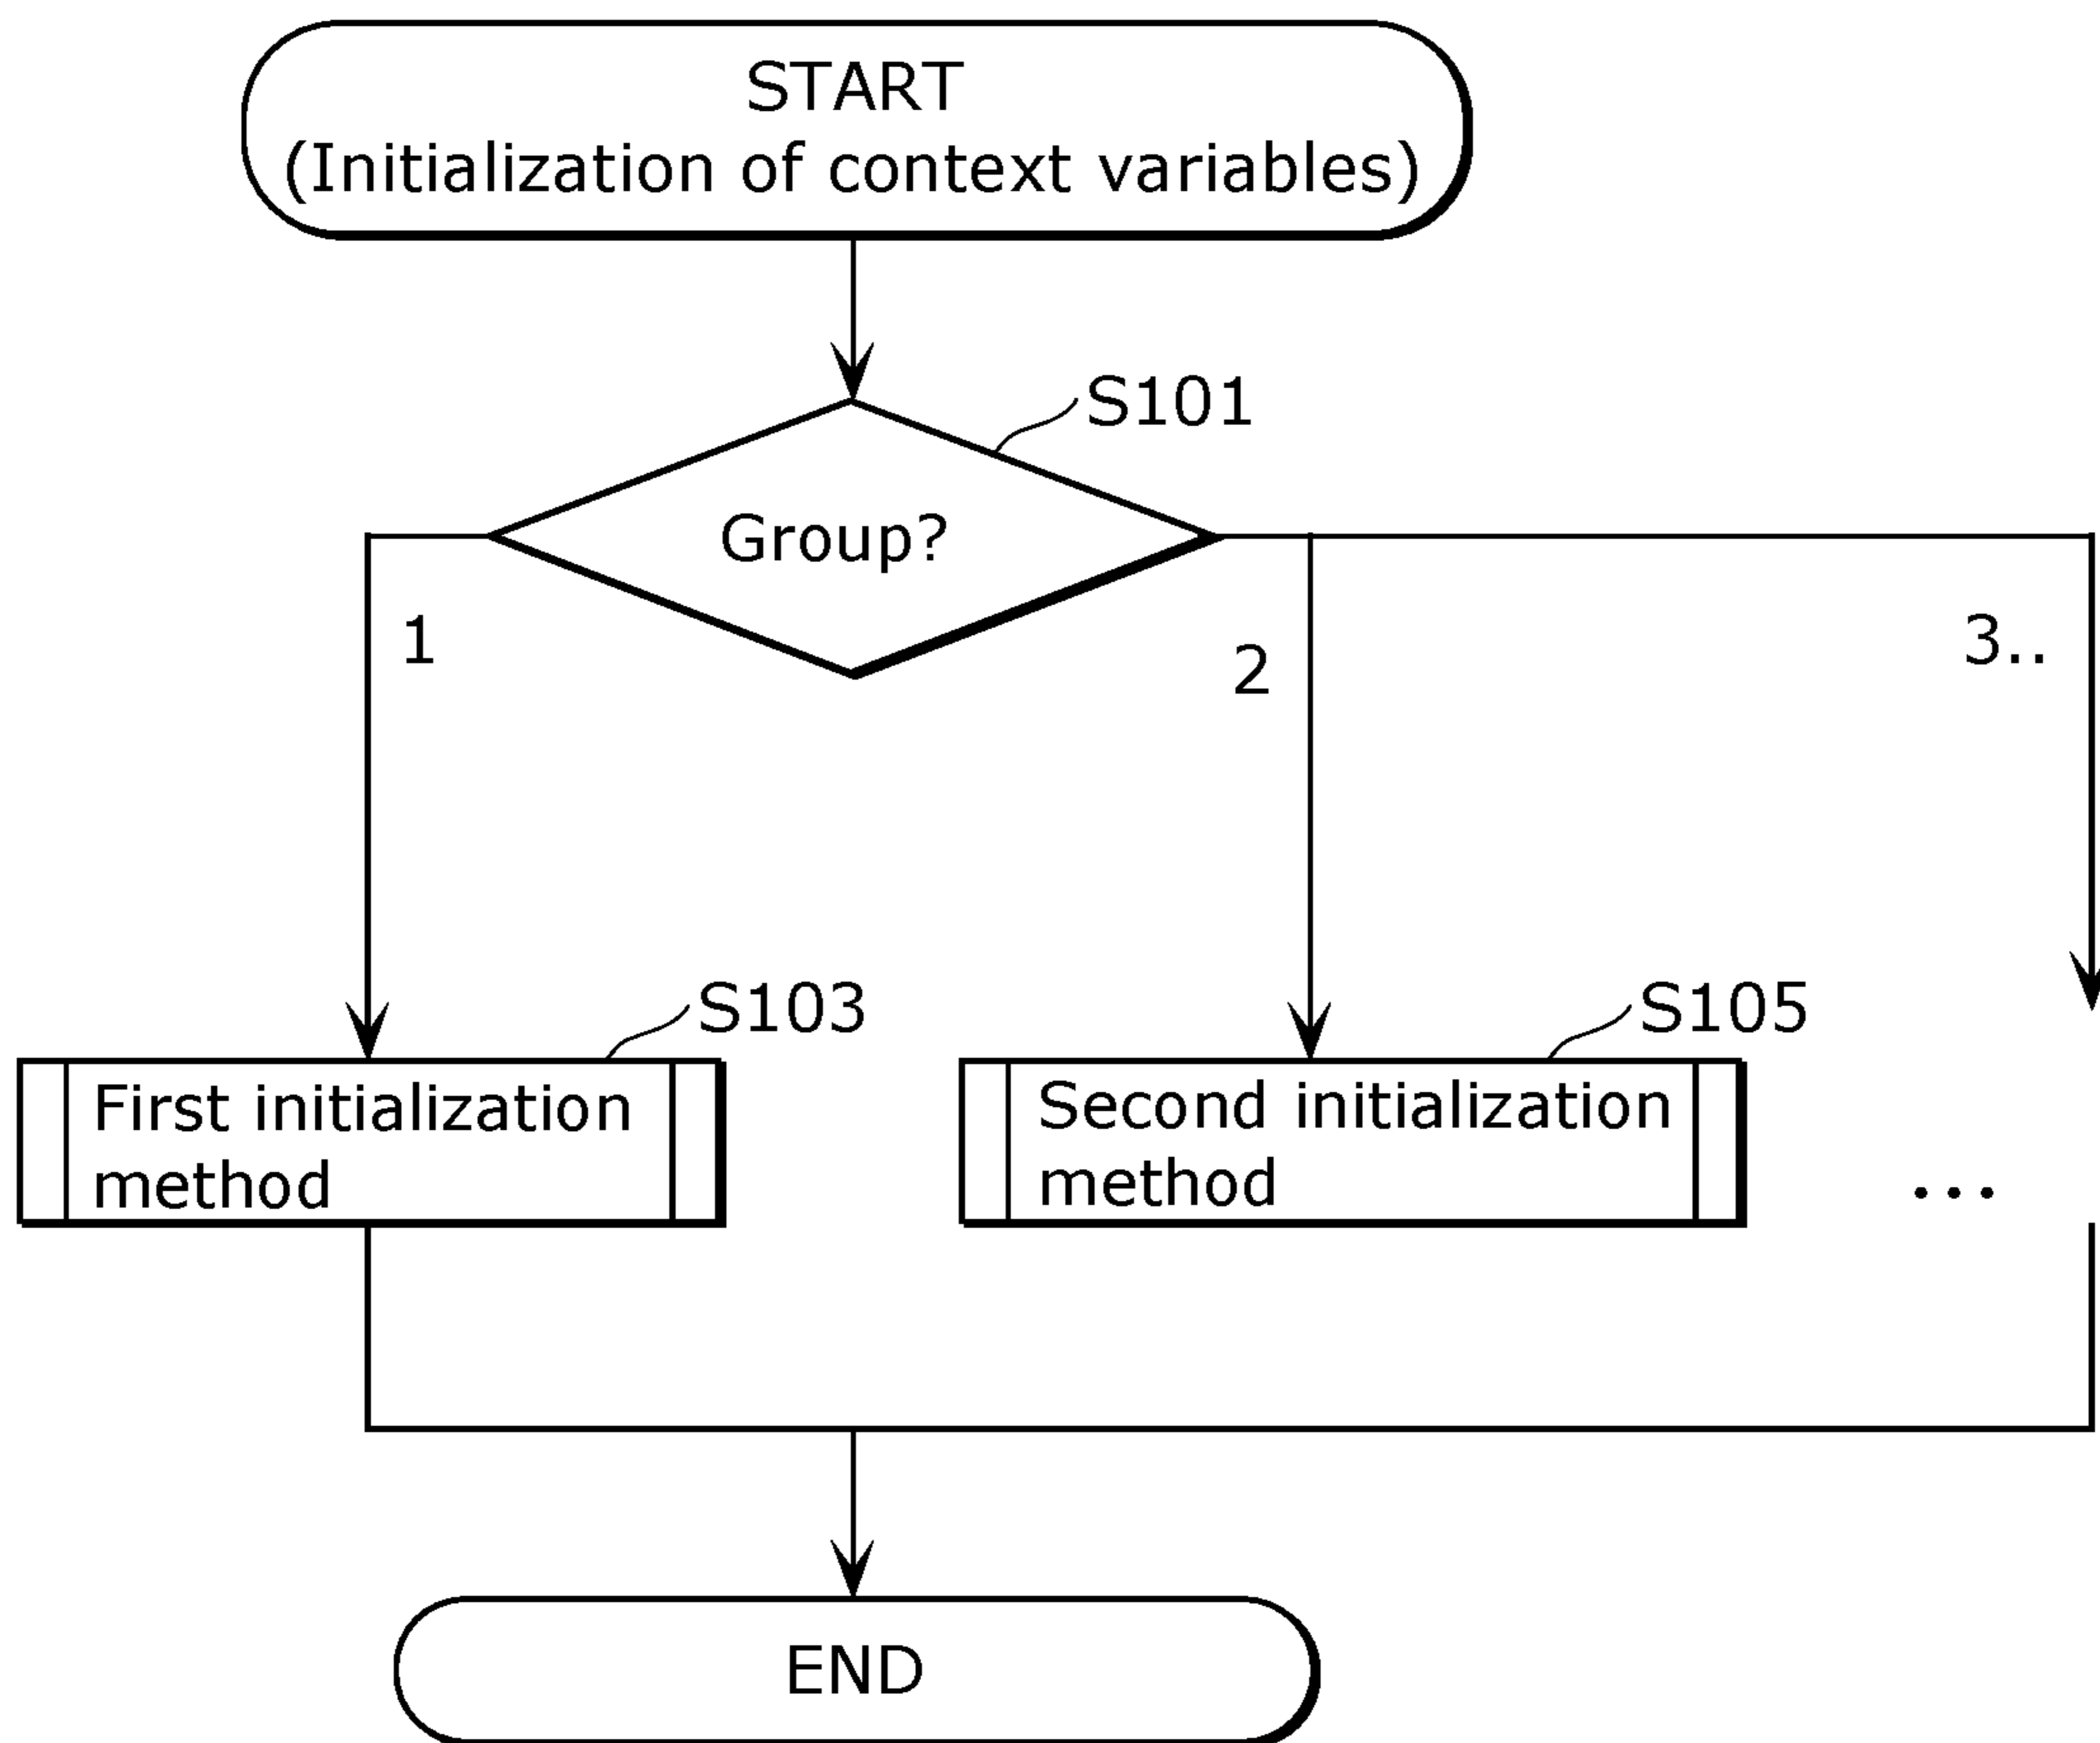 START
(Initialization of context variables)
S101
Group?
1
2
3..
S103
S105
First initialization
method
Second initialization
method
...
END